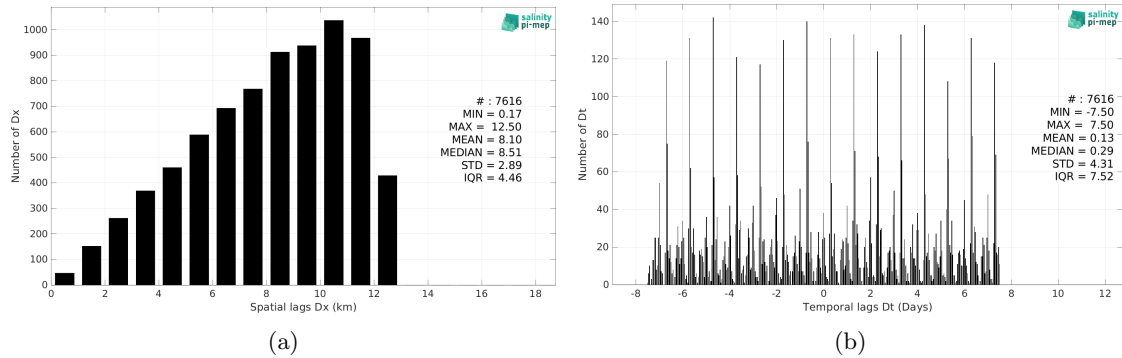 salinity
pi-mep
1000
900
800
700
600
500
400
300
200
100
0
Number of Dx
# : 7616
MIN = 0.17
MAX = 12.50
MEAN = 8.10
MEDIAN = 8.51
STD = 2.89
IQR = 4.46
0 2 4 6 8 10 12 14 16 18
Spatial lags Dx (km)
(a)
salinity
pi-mep
140
120
100
80
60
40
20
0
Number of Dt
# : 7616
MIN = -7.50
MAX = 7.50
MEAN = 0.13
MEDIAN = 0.29
STD = 4.31
IQR = 7.52
-8 -6 -4 -2 0 2 4 6 8 10 12
Temporal lags Dt (Days)
(b)